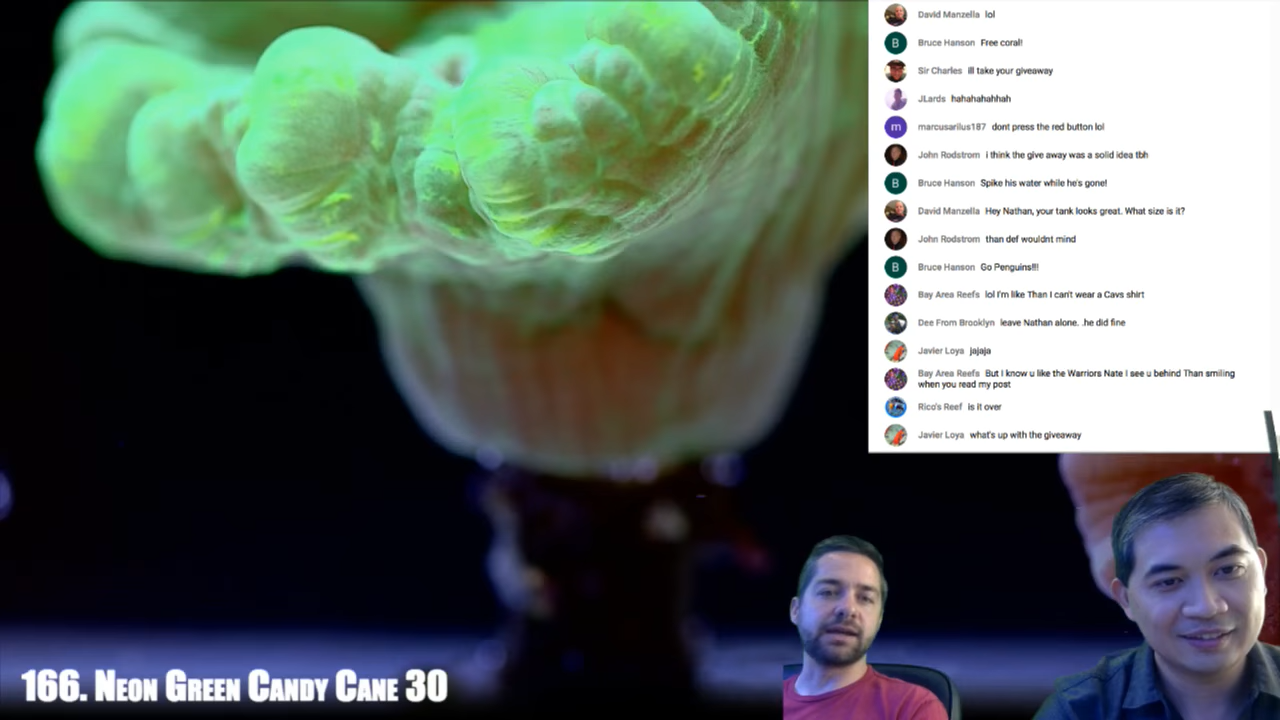 David Manzella lol
B Bruce Hanson Free coral!
Sir Charles ill take your giveaway
JLards hahahahahhah
m marcusarilus187 dont press the red button lol
John Rodstrom i think the give away was a solid idea tbh
B Bruce Hanson Spike his water while he's gone!
David Manzella Hey Nathan, your tank looks great. What size is it?
John Rodstrom than def wouldnt mind
B Bruce Hanson Go Penguins!!!
Bay Area Reefs lol I'm like Than I can't wear a Cavs shirt
Dee From Brooklyn leave Nathan alone. .he did fine
Javier Loya jajaja
Bay Area Reefs But I know u like the Warriors Nate I see u behind Than smiling
when you read my post
Rico's Reef is it over
Javier Loya what's up with the giveaway
166. Neon Green Candy Cane 30